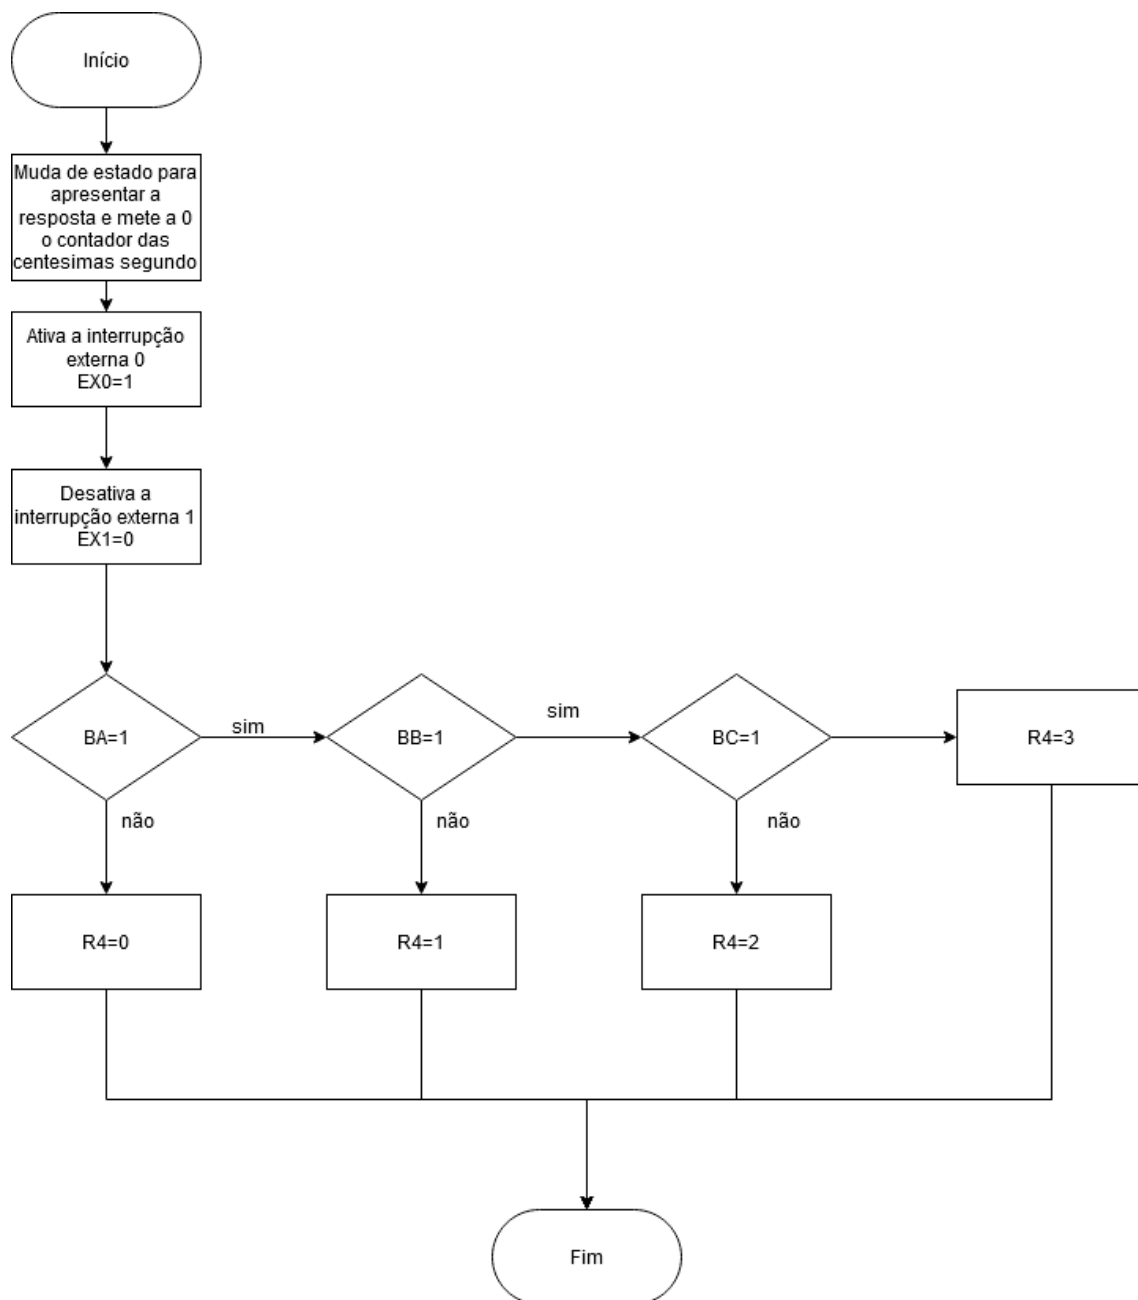 Início
Muda de estado para
apresentar a
resposta e mete a 0
o contador das
centesimas segundo
Ativa a interrupção
externa 0
EX0=1
Desativa a
interrupção externa 1
EX1=0
BA=1
sim
BB=1
sim
BC=1
R4=3
não
não
não
R4=0
R4=1
R4=2
Fim